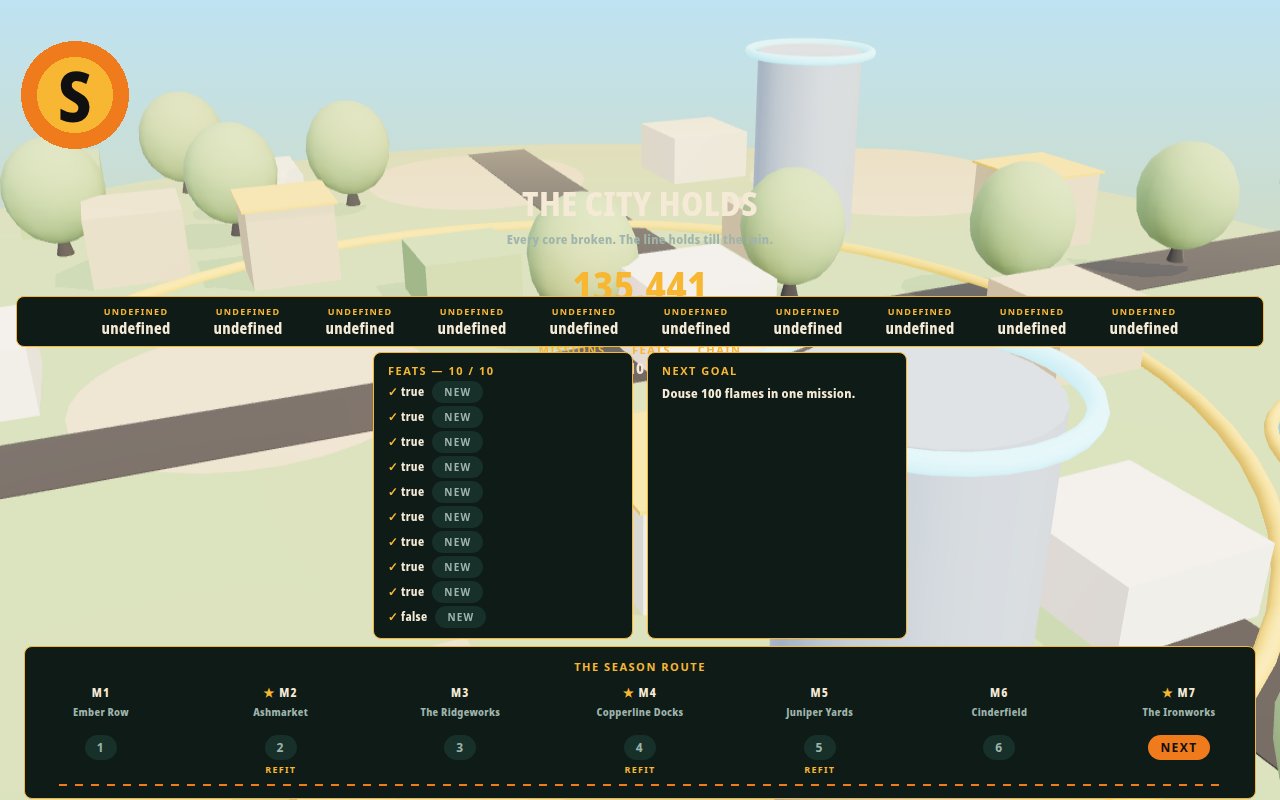 S
THE CITY HOLDS
Every core broken. The line holds till the
135 441
UNDEFINED UNDEFINED UNDEFINED UNDEFINED UNDEFINED UNDEFINED UNDEFINED UNDEFINED UNDEFINED UNDEFINED
undefined undefined undefined undefined undefined undefined undefined undefined undefined undefined
MISSIONS FEATS CHAIN
FEATS — 10 / 10
✓ true NEW
✓ true NEW
✓ true NEW
✓ true NEW
✓ true NEW
✓ true NEW
✓ true NEW
✓ true NEW
✓ true NEW
✓ false NEW
NEXT GOAL
Douse 100 flames in one mission.
THE SEASON ROUTE
M1 ★ M2 M3 ★ M4 M5 M6 ★ M7
Ember Row Ashmarket The Ridgeworks Copperline Docks Juniper Yards Cinderfield The Ironworks
1 2 3 4 5 6 NEXT
REFIT REFIT REFIT